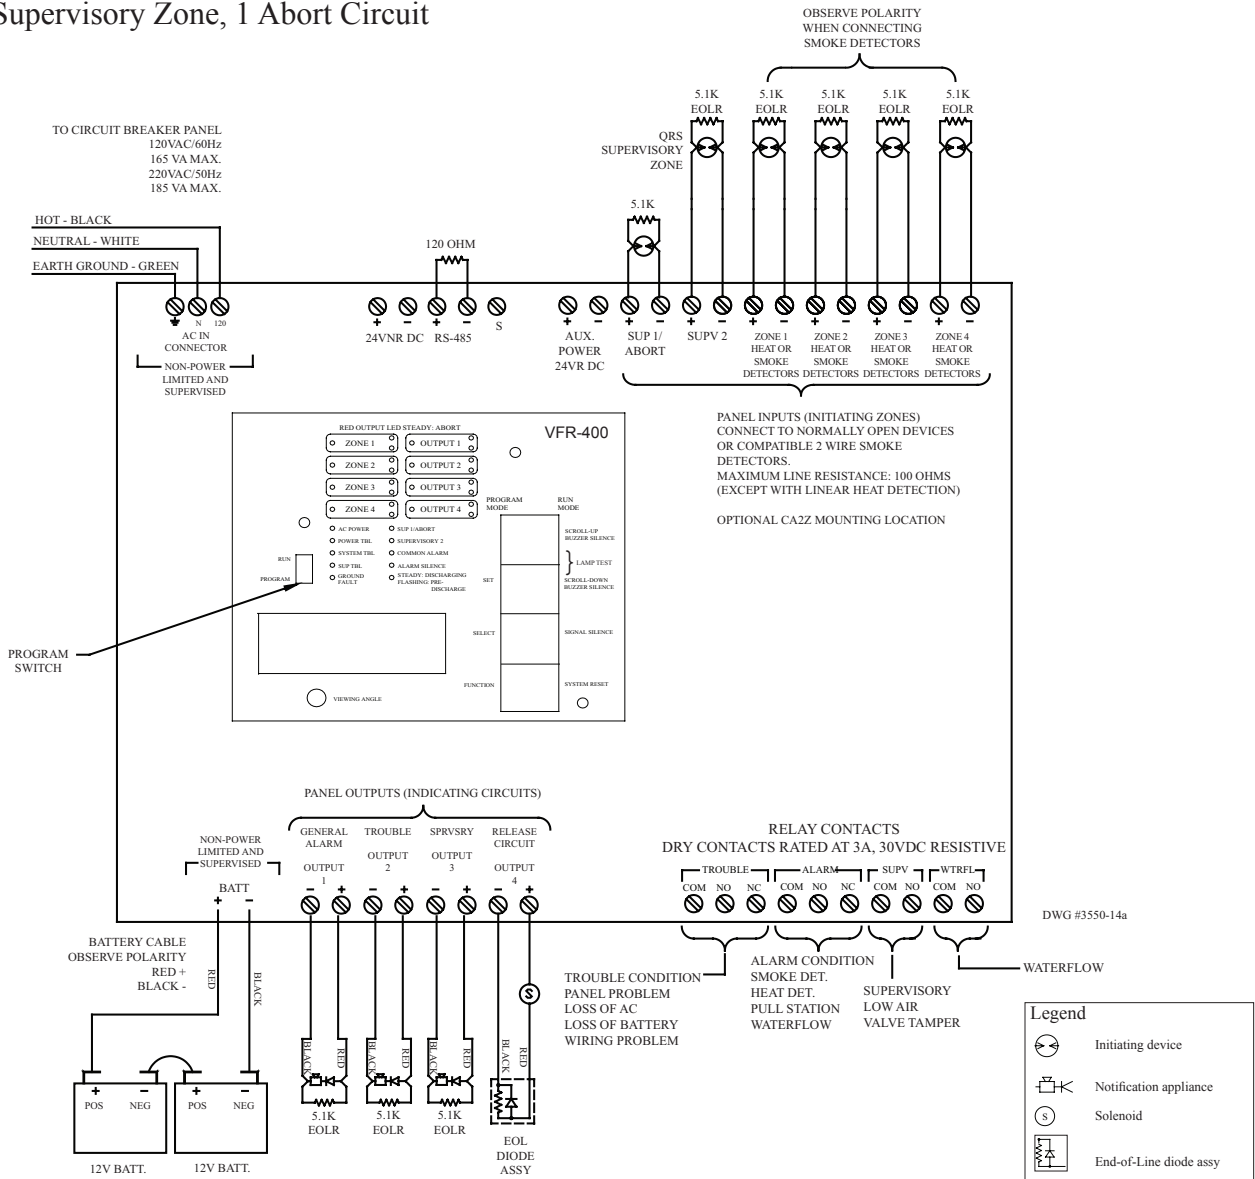 Supervisory Zone, 1 Abort Circuit
OBSERVE POLARITY
WHEN CONNECTING
SMOKE DETECTORS
5.1K
EOLR
5.1K
EOLR
5.1K
EOLR
5.1K
EOLR
5.1K
EOLR
TO CIRCUIT BREAKER PANEL
120VAC/60Hz
165 VA MAX.
220VAC/50Hz
185 VA MAX.
QRS
SUPERVISORY
ZONE
5.1K
HOT - BLACK
NEUTRAL - WHITE
EARTH GROUND - GREEN
120 OHM
N
120
AC IN
CONNECTOR
NON-POWER
LIMITED AND
SUPERVISED
+ −
24VNR DC
+ −
RS-485
S
+ −
AUX.
POWER
24VR DC
+ −
SUP 1/
ABORT
+ −
SUPV 2
+ −
ZONE 1
HEAT OR
SMOKE
DETECTORS
+ −
ZONE 2
HEAT OR
SMOKE
DETECTORS
+ −
ZONE 3
HEAT OR
SMOKE
DETECTORS
+ −
ZONE 4
HEAT OR
SMOKE
DETECTORS
PANEL INPUTS (INITIATING ZONES)
CONNECT TO NORMALLY OPEN DEVICES
OR COMPATIBLE 2 WIRE SMOKE
DETECTORS.
MAXIMUM LINE RESISTANCE: 100 OHMS
(EXCEPT WITH LINEAR HEAT DETECTION)
OPTIONAL CA2Z MOUNTING LOCATION
RED OUTPUT LED STEADY: ABORT
VFR-400
ZONE 1
OUTPUT 1
ZONE 2
OUTPUT 2
ZONE 3
OUTPUT 3
ZONE 4
OUTPUT 4
PROGRAM
MODE
RUN
MODE
AC POWER
POWER TBL
SYSTEM TBL
SUP TBL
GROUND
FAULT
SUP 1/ABORT
SUPERVISORY 2
COMMON ALARM
ALARM SILENCE
STEADY: DISCHARGING
FLASHING: PRE-
DISCHARGE
RUN
PROGRAM
SCROLL-UP
BUZZER SILENCE
LAMP TEST
SET
SCROLL-DOWN
BUZZER SILENCE
SELECT
SIGNAL SILENCE
FUNCTION
SYSTEM RESET
VIEWING ANGLE
PROGRAM
SWITCH
PANEL OUTPUTS (INDICATING CIRCUITS)
GENERAL
ALARM
OUTPUT
1
− +
TROUBLE
OUTPUT
2
− +
SPRVSRY
OUTPUT
3
− +
RELEASE
CIRCUIT
OUTPUT
4
− +
NON-POWER
LIMITED AND
SUPERVISED
BATT
+ −
RELAY CONTACTS
DRY CONTACTS RATED AT 3A, 30VDC RESISTIVE
TROUBLE
COM NO NC
ALARM
COM NO NC
SUPV
COM NO
WTRFL
COM NO
DWG #3550-14a
BATTERY CABLE
OBSERVE POLARITY
RED +
BLACK -
RED
BLACK
TROUBLE CONDITION
PANEL PROBLEM
LOSS OF AC
LOSS OF BATTERY
WIRING PROBLEM
ALARM CONDITION
SMOKE DET.
HEAT DET.
PULL STATION
WATERFLOW
SUPERVISORY
LOW AIR
VALVE TAMPER
WATERFLOW
S
BLACK
RED
BLACK
RED
BLACK
RED
BLACK
RED
5.1K
EOLR
5.1K
EOLR
5.1K
EOLR
EOL
DIODE
ASSY
+ −
POS NEG
12V BATT.
+ −
POS NEG
12V BATT.
Legend
Initiating device
Notification appliance
S
Solenoid
End-of-Line diode assy